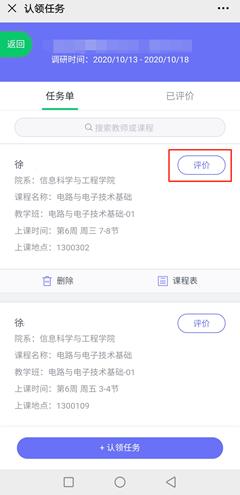 认领任务
返回
调研时间：2020/10/13 - 2020/10/18
任务单 已评价
搜索教师或课程
徐 评价
院系：信息科学与工程学院
课程名称：电路与电子技术基础
教学班：电路与电子技术基础-01
上课时间：第6周 周三 7-8节
上课地点：1300302
删除 课程表
徐 评价
院系：信息科学与工程学院
课程名称：电路与电子技术基础
教学班：电路与电子技术基础-01
上课时间：第6周 周五 3-4节
上课地点：1300109
+ 认领任务